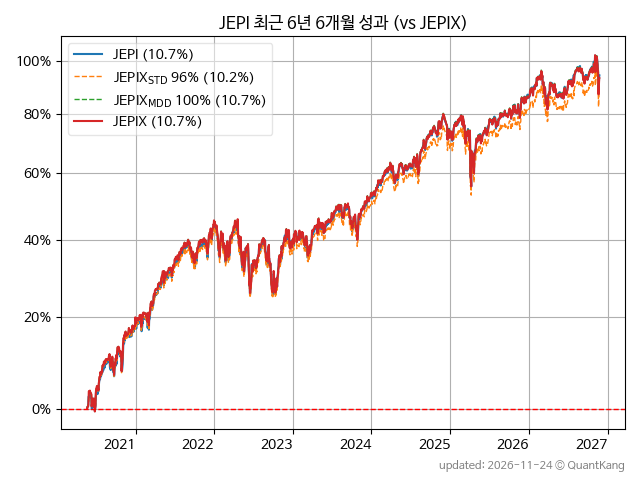 JEPI 최근 6년 6개월 성과 (vs JEPIX)
JEPI (10.7%)
JEPIXSTD 96% (10.2%)
JEPIXMDD 100% (10.7%)
JEPIX (10.7%)
100%
80%
60%
40%
20%
0%
2021 2022 2023 2024 2025 2026 2027
updated: 2026-11-24 © QuantKang